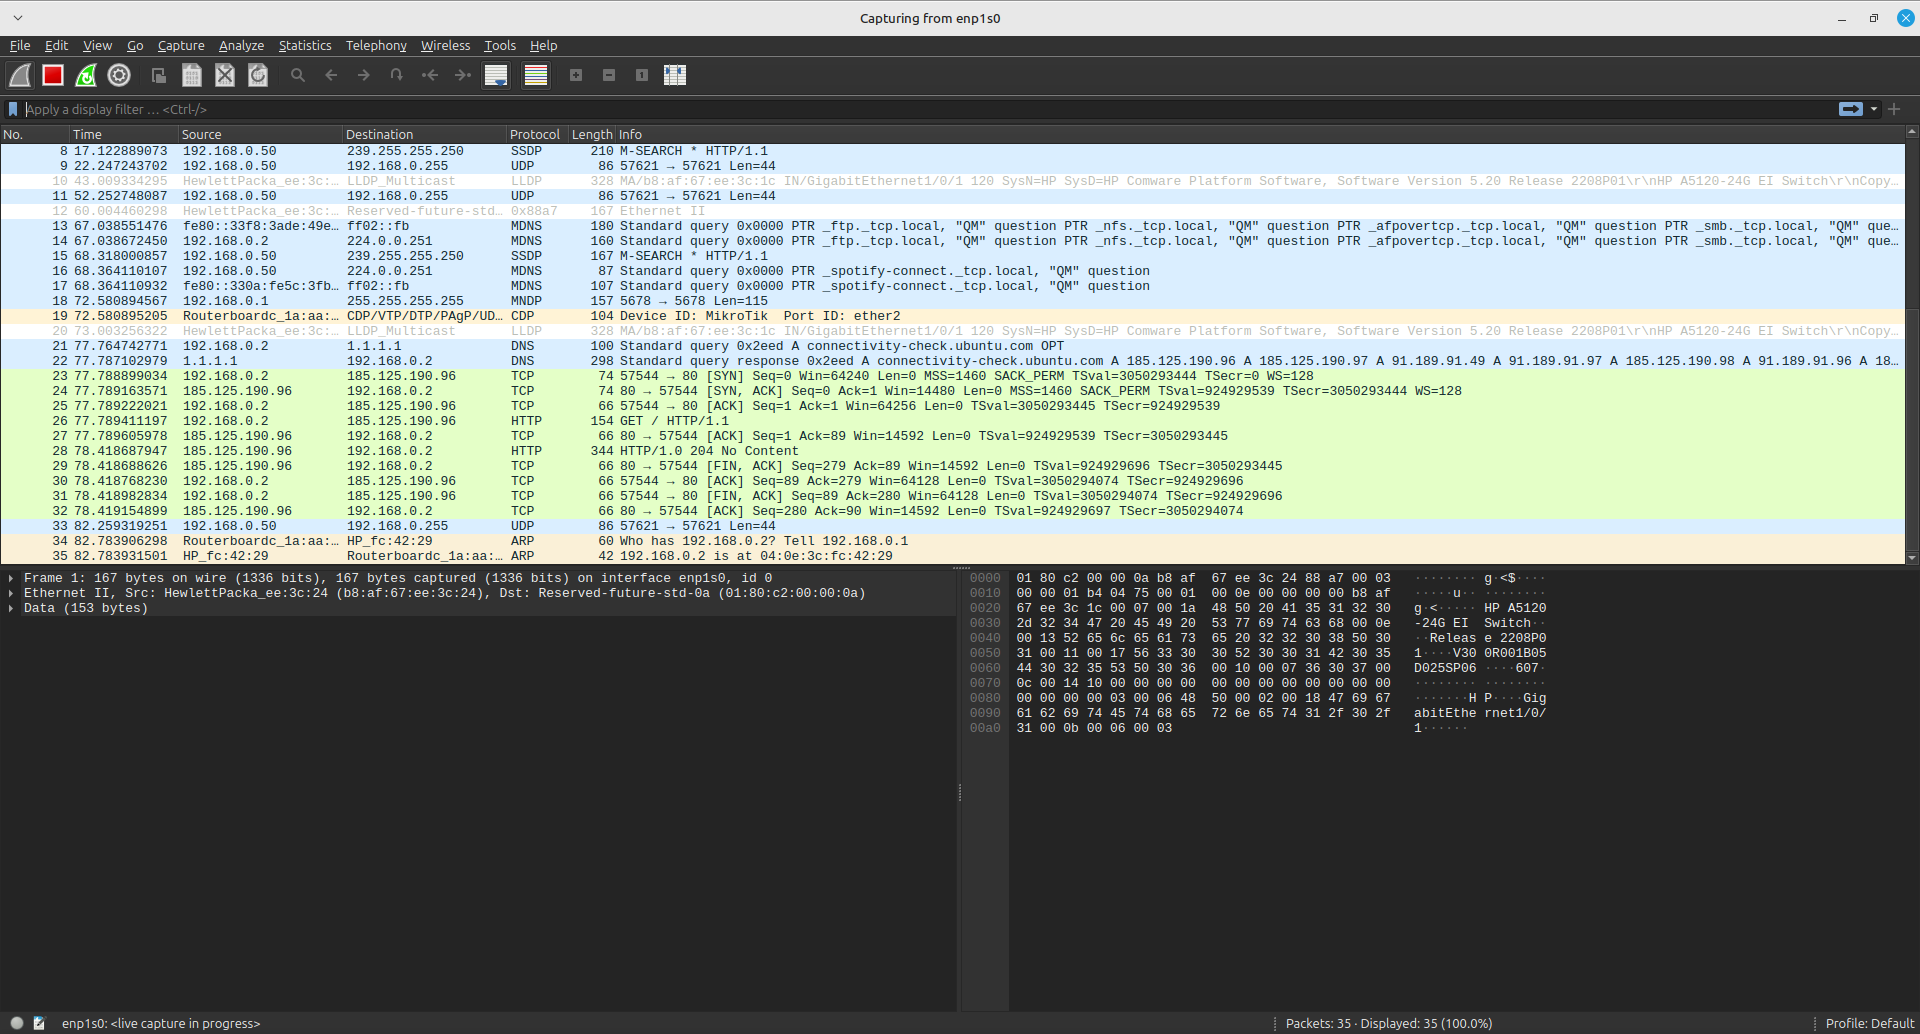 Capturing from enp1s0
File Edit View Go Capture Analyze Statistics Telephony Wireless Tools Help
Apply a display filter … <Ctrl-/>
No. Time Source Destination Protocol Length Info
8 17.122889073 192.168.0.50 239.255.255.250 SSDP 210 M-SEARCH * HTTP/1.1
9 22.247243702 192.168.0.50 192.168.0.255 UDP 86 57621 → 57621 Len=44
10 43.009334295 HewlettPacka_ee:3c:… LLDP_Multicast LLDP 328 MA/b8:af:67:ee:3c:1c IN/GigabitEthernet1/0/1 120 SysN=HP SysD=HP Comware Platform Software, Software Version 5.20 Release 2208P01\r\nHP A5120-24G EI Switch\r\nCopy…
11 52.252748087 192.168.0.50 192.168.0.255 UDP 86 57621 → 57621 Len=44
12 60.004460298 HewlettPacka_ee:3c:… Reserved-future-std… 0x88a7 167 Ethernet II
13 67.038551476 fe80::33f8:3ade:49e… ff02::fb MDNS 180 Standard query 0x0000 PTR _ftp._tcp.local, "QM" question PTR _nfs._tcp.local, "QM" question PTR _afpovertcp._tcp.local, "QM" question PTR _smb._tcp.local, "QM" que…
14 67.038672450 192.168.0.2 224.0.0.251 MDNS 160 Standard query 0x0000 PTR _ftp._tcp.local, "QM" question PTR _nfs._tcp.local, "QM" question PTR _afpovertcp._tcp.local, "QM" question PTR _smb._tcp.local, "QM" que…
15 68.318000857 192.168.0.50 239.255.255.250 SSDP 167 M-SEARCH * HTTP/1.1
16 68.364110107 192.168.0.50 224.0.0.251 MDNS 87 Standard query 0x0000 PTR _spotify-connect._tcp.local, "QM" question
17 68.364110932 fe80::330a:fe5c:3fb… ff02::fb MDNS 107 Standard query 0x0000 PTR _spotify-connect._tcp.local, "QM" question
18 72.580894567 192.168.0.1 255.255.255.255 MNDP 157 5678 → 5678 Len=115
19 72.580895205 Routerboardc_1a:aa:… CDP/VTP/DTP/PAgP/UD… CDP 104 Device ID: MikroTik  Port ID: ether2
20 73.003256322 HewlettPacka_ee:3c:… LLDP_Multicast LLDP 328 MA/b8:af:67:ee:3c:1c IN/GigabitEthernet1/0/1 120 SysN=HP SysD=HP Comware Platform Software, Software Version 5.20 Release 2208P01\r\nHP A5120-24G EI Switch\r\nCopy…
21 77.764742771 192.168.0.2 1.1.1.1 DNS 100 Standard query 0x2eed A connectivity-check.ubuntu.com OPT
22 77.787102979 1.1.1.1 192.168.0.2 DNS 298 Standard query response 0x2eed A connectivity-check.ubuntu.com A 185.125.190.96 A 185.125.190.97 A 91.189.91.49 A 91.189.91.97 A 185.125.190.98 A 91.189.91.96 A 18…
23 77.788899034 192.168.0.2 185.125.190.96 TCP 74 57544 → 80 [SYN] Seq=0 Win=64240 Len=0 MSS=1460 SACK_PERM TSval=3050293444 TSecr=0 WS=128
24 77.789163571 185.125.190.96 192.168.0.2 TCP 74 80 → 57544 [SYN, ACK] Seq=0 Ack=1 Win=14480 Len=0 MSS=1460 SACK_PERM TSval=924929539 TSecr=3050293444 WS=128
25 77.789222021 192.168.0.2 185.125.190.96 TCP 66 57544 → 80 [ACK] Seq=1 Ack=1 Win=64256 Len=0 TSval=3050293445 TSecr=924929539
26 77.789411197 192.168.0.2 185.125.190.96 HTTP 154 GET / HTTP/1.1
27 77.789605978 185.125.190.96 192.168.0.2 TCP 66 80 → 57544 [ACK] Seq=1 Ack=89 Win=14592 Len=0 TSval=924929539 TSecr=3050293445
28 78.418687947 185.125.190.96 192.168.0.2 HTTP 344 HTTP/1.0 204 No Content
29 78.418688626 185.125.190.96 192.168.0.2 TCP 66 80 → 57544 [FIN, ACK] Seq=279 Ack=89 Win=14592 Len=0 TSval=924929696 TSecr=3050293445
30 78.418768230 192.168.0.2 185.125.190.96 TCP 66 57544 → 80 [ACK] Seq=89 Ack=279 Win=64128 Len=0 TSval=3050294074 TSecr=924929696
31 78.418982834 192.168.0.2 185.125.190.96 TCP 66 57544 → 80 [FIN, ACK] Seq=89 Ack=280 Win=64128 Len=0 TSval=3050294074 TSecr=924929696
32 78.419154899 185.125.190.96 192.168.0.2 TCP 66 80 → 57544 [ACK] Seq=280 Ack=90 Win=14592 Len=0 TSval=924929697 TSecr=3050294074
33 82.259319251 192.168.0.50 192.168.0.255 UDP 86 57621 → 57621 Len=44
34 82.783906298 Routerboardc_1a:aa:… HP_fc:42:29 ARP 60 Who has 192.168.0.2? Tell 192.168.0.1
35 82.783931501 HP_fc:42:29 Routerboardc_1a:aa:… ARP 42 192.168.0.2 is at 04:0e:3c:fc:42:29
Frame 1: 167 bytes on wire (1336 bits), 167 bytes captured (1336 bits) on interface enp1s0, id 0
Ethernet II, Src: HewlettPacka_ee:3c:24 (b8:af:67:ee:3c:24), Dst: Reserved-future-std-0a (01:80:c2:00:00:0a)
Data (153 bytes)
0000 01 80 c2 00 00 0a b8 af 67 ee 3c 24 88 a7 00 03 ········ g·<$····
0010 00 00 01 b4 04 75 00 01 00 0e 00 00 00 00 b8 af ·····u·· ········
0020 67 ee 3c 1c 00 07 00 1a 48 50 20 41 35 31 32 30 g·<····· HP A5120
0030 2d 32 34 47 20 45 49 20 53 77 69 74 63 68 00 0e -24G EI Switch··
0040 00 13 52 65 6c 65 61 73 65 20 32 32 30 38 50 30 ··Releas e 2208P0
0050 31 00 11 00 17 56 33 30 30 52 30 30 31 42 30 35 1····V30 0R001B05
0060 44 30 32 35 53 50 30 36 00 10 00 07 36 30 37 00 D025SP06 ····607·
0070 0c 00 14 10 00 00 00 00 00 00 00 00 00 00 00 00 ········ ········
0080 00 00 00 00 03 00 06 48 50 00 02 00 18 47 69 67 ·······H P····Gig
0090 61 62 69 74 45 74 68 65 72 6e 65 74 31 2f 30 2f abitEthe rnet1/0/
00a0 31 00 0b 00 06 00 03 1······
enp1s0: <live capture in progress>
Packets: 35 · Displayed: 35 (100.0%)
Profile: Default